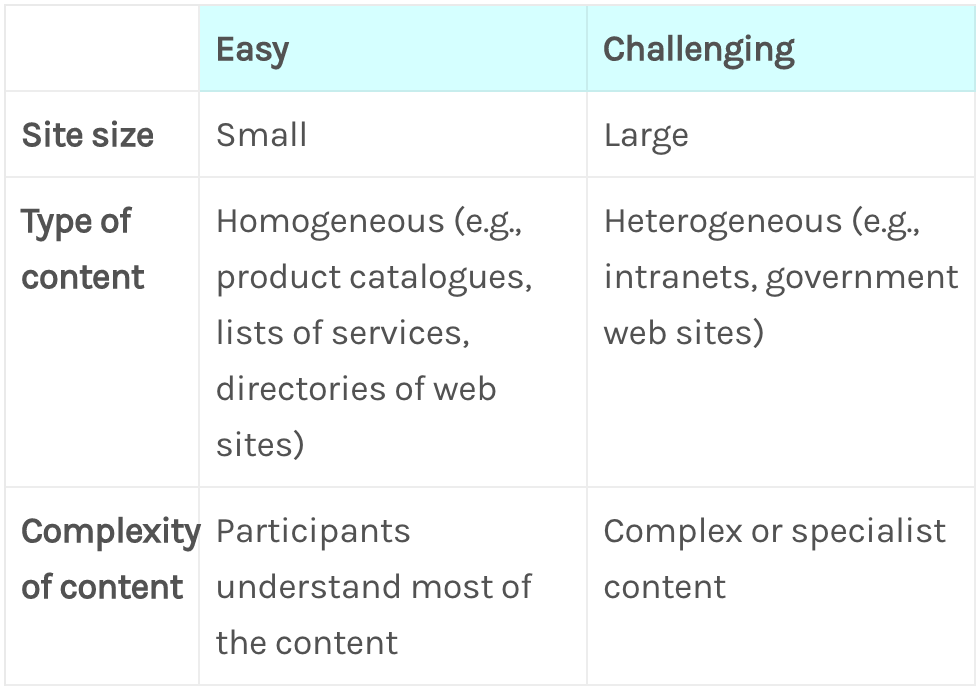 Easy
Challenging
Site size
Small
Large
Type of
content
Homogeneous (e.g.,
product catalogues,
lists of services,
directories of web
sites)
Heterogeneous (e.g.,
intranets, government
web sites)
Complexity
of content
Participants
understand most of
the content
Complex or specialist
content